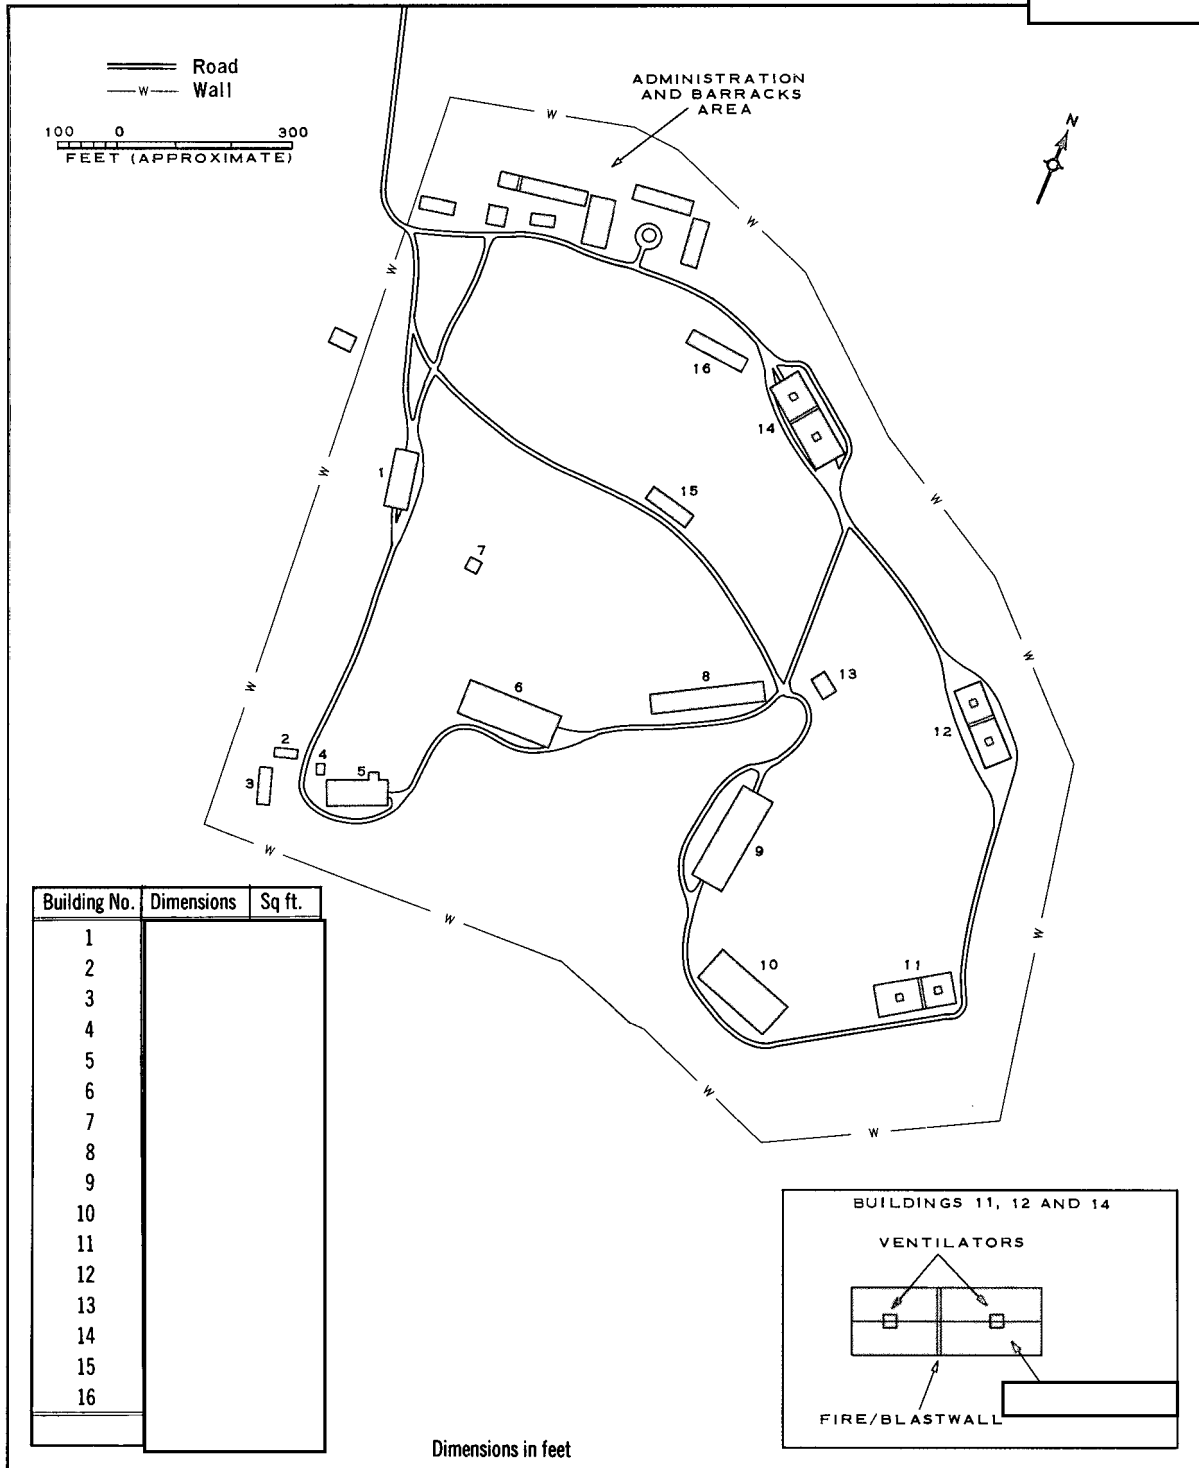 Road
W Wall
100 0 300
FEET (APPROXIMATE)
ADMINISTRATION
AND BARRACKS
AREA
N
W
W
W
W
W
W
W
W
W
W
W
W
W
16
14
1
15
7
6
8
13
12
2
4
5
3
9
10
11
Building No. Dimensions Sq ft.
1
2
3
4
5
6
7
8
9
10
11
12
13
14
15
16
Dimensions in feet
BUILDINGS 11, 12 AND 14
VENTILATORS
FIRE/BLASTWALL